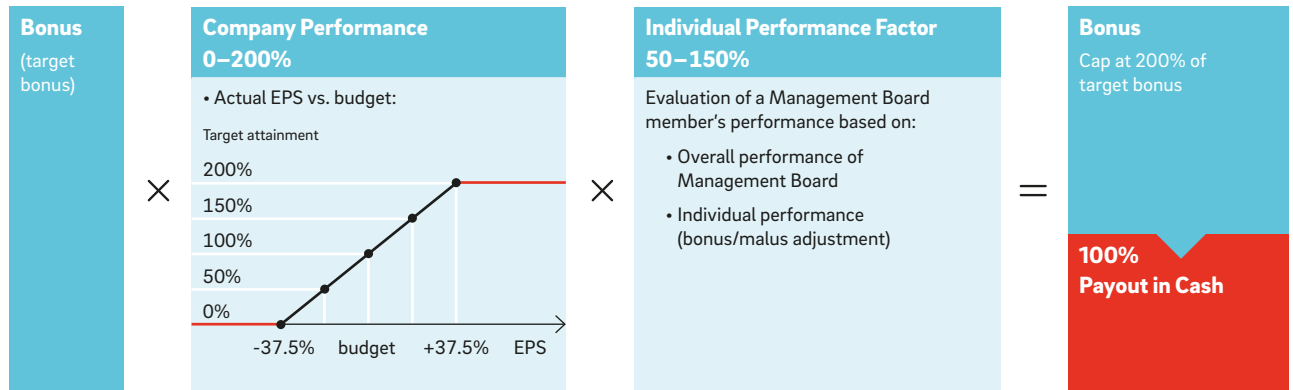 Bonus
(target
bonus)
×
Company Performance
0–200%
• Actual EPS vs. budget:
Target attainment
200%
150%
100%
50%
0%
-37.5% budget +37.5% EPS
×
Individual Performance Factor
50–150%
Evaluation of a Management Board
member’s performance based on:
• Overall performance of
Management Board
• Individual performance
(bonus/malus adjustment)
=
Bonus
Cap at 200% of
target bonus
100%
Payout in Cash